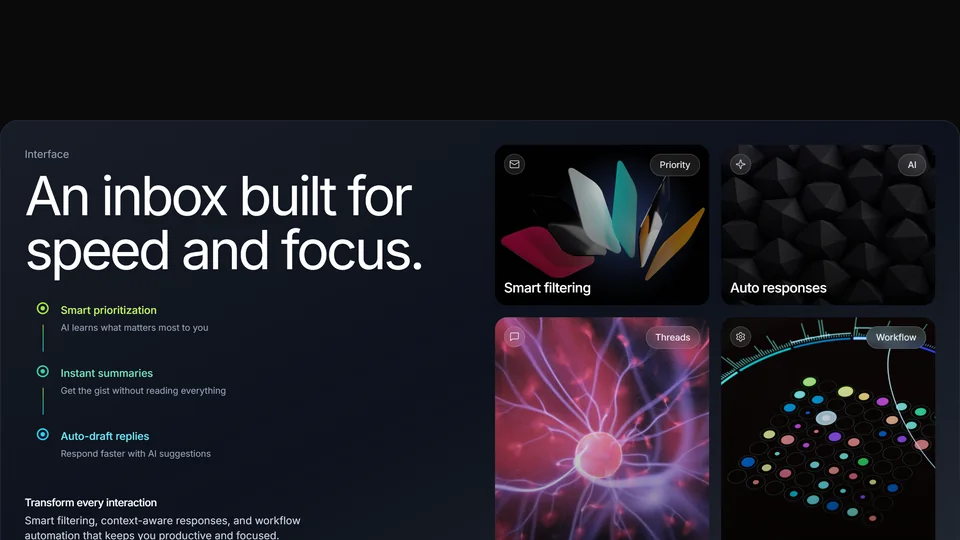 Interface
An inbox built for
speed and focus.
Smart prioritization
AI learns what matters most to you
Instant summaries
Get the gist without reading everything
Auto-draft replies
Respond faster with AI suggestions
Transform every interaction
Smart filtering, context-aware responses, and workflow
automation that keeps you productive and focused.
Priority
Smart filtering
AI
Auto responses
Threads
Workflow